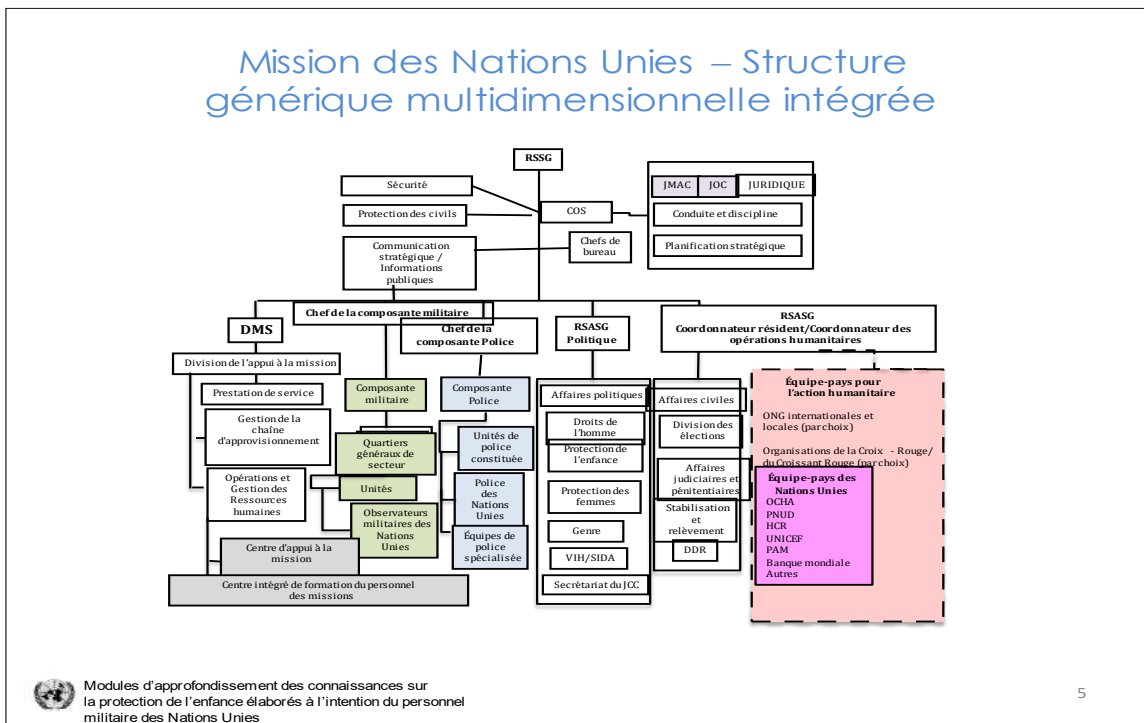 Mission des Nations Unies – Structure
générique multidimensionnelle intégrée
RSSG
Sécurité
Protection des civils
Communication
stratégique /
Informations
publiques
COS
Chefs de
bureau
JMAC
JOC
JURIDIQUE
Conduite et discipline
Planification stratégique
DMS
Chef de la composante militaire
Chef de la
composante Police
RSASG
Politique
RSASG
Coordonnateur résident/Coordonnateur des
opérations humanitaires
Division de l'appui à la mission
Prestation de service
Gestion de la
chaîne
d'approvisionnement
Opérations et
Gestion des
Ressources
humaines
Centre d'appui à la
mission
Centre intégré de formation du personnel
des missions
Composante
militaire
Quartiers
généraux de
secteur
Unités
Observateurs
militaires des
Nations
Unies
Composante
Police
Unités de
police
constituée
Police
des
Nations
Unies
Équipes de
police
spécialisée
Affaires politiques
Droits de
l'homme
Protection de
l'enfance
Protection des
femmes
Genre
VIH/SIDA
Secrétariat du JCC
Affaires civiles
Division des
élections
Affaires
judiciaires et
pénitentiaires
Stabilisation
et
relèvement
DDR
Équipe-pays pour
l'action humanitaire
ONG internationales et
locales (par choix)
Organisations de la Croix - Rouge/
du Croissant Rouge (par choix)
Équipe-pays des
Nations Unies
OCHA
PNUD
HCR
UNICEF
PAM
Banque mondiale
Autres
Modules d'approfondissement des connaissances sur
la protection de l'enfance élaborés à l'intention du personnel
militaire des Nations Unies
5